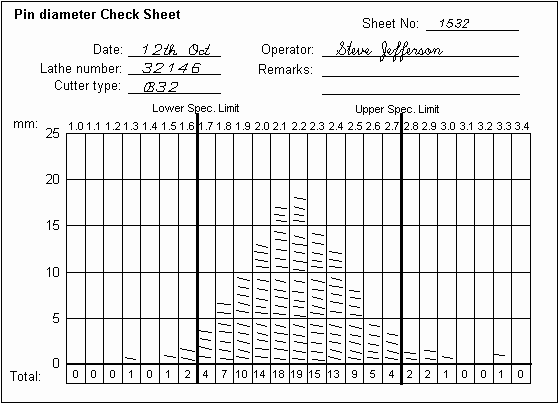 Pin diameter Check Sheet
Sheet No: 1532
Date: 12th Oct Operator: Steve Jefferson
Lathe number: 32146 Remarks:
Cutter type: B32
Lower Spec. Limit Upper Spec. Limit
mm: 1.0 1.1 1.2 1.3 1.0 1.5 1.6 1.7 1.8 1.9 2.0 2.1 2.2 2.3 2.4 2.5 2.6 2.7 2.8 2.9 3.0 3.1 3.2 3.3 3.4
25
20
15
10
5
0
Total: 0 0 0 1 0 1 2 4 7 10 14 18 19 15 13 9 5 4 2 2 1 0 0 1 0